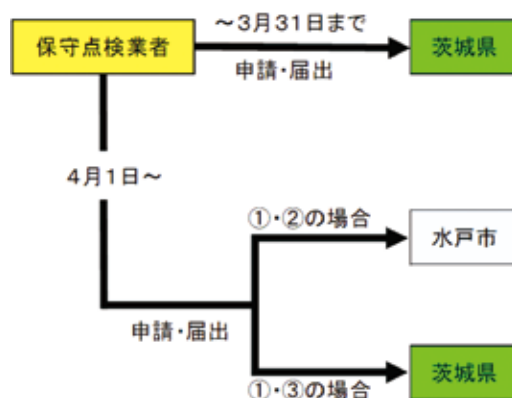 ～3月31日まで
保守点検業者
茨城県
申請・届出
4月1日～
①・②の場合
水戸市
申請・届出
茨城県
①・③の場合